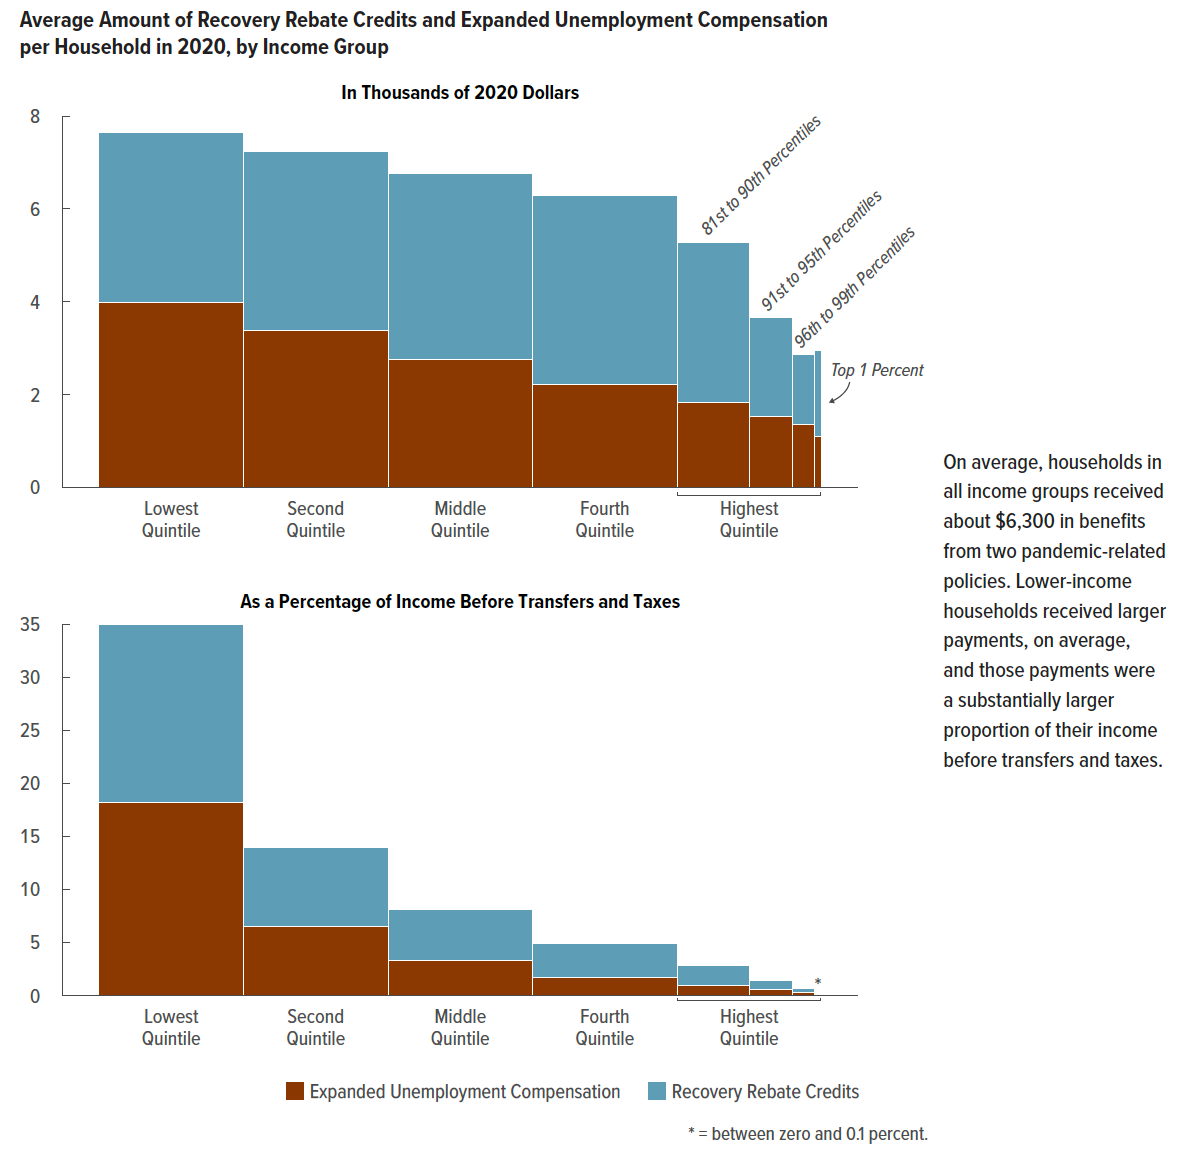 Average Amount of Recovery Rebate Credits and Expanded Unemployment Compensation
per Household in 2020, by Income Group
In Thousands of 2020 Dollars
8
6
4
2
0
81st to 90th Percentiles
91st to 95th Percentiles
96th to 99th Percentiles
Top 1 Percent
Lowest
Quintile
Second
Quintile
Middle
Quintile
Fourth
Quintile
Highest
Quintile
As a Percentage of Income Before Transfers and Taxes
35
30
25
20
15
10
5
0
*
Lowest
Quintile
Second
Quintile
Middle
Quintile
Fourth
Quintile
Highest
Quintile
Expanded Unemployment Compensation
Recovery Rebate Credits
* = between zero and 0.1 percent.
On average, households in
all income groups received
about $6,300 in benefits
from two pandemic-related
policies. Lower-income
households received larger
payments, on average,
and those payments were
a substantially larger
proportion of their income
before transfers and taxes.